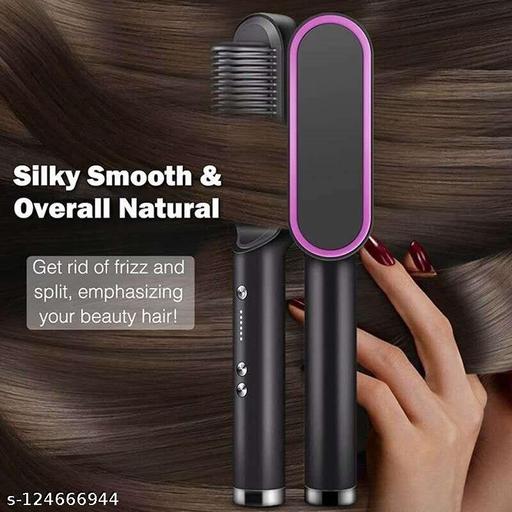 Silky Smooth &
Overall Natural
Get rid of frizz and
split, emphasizing
your beauty hair!
s-124666944